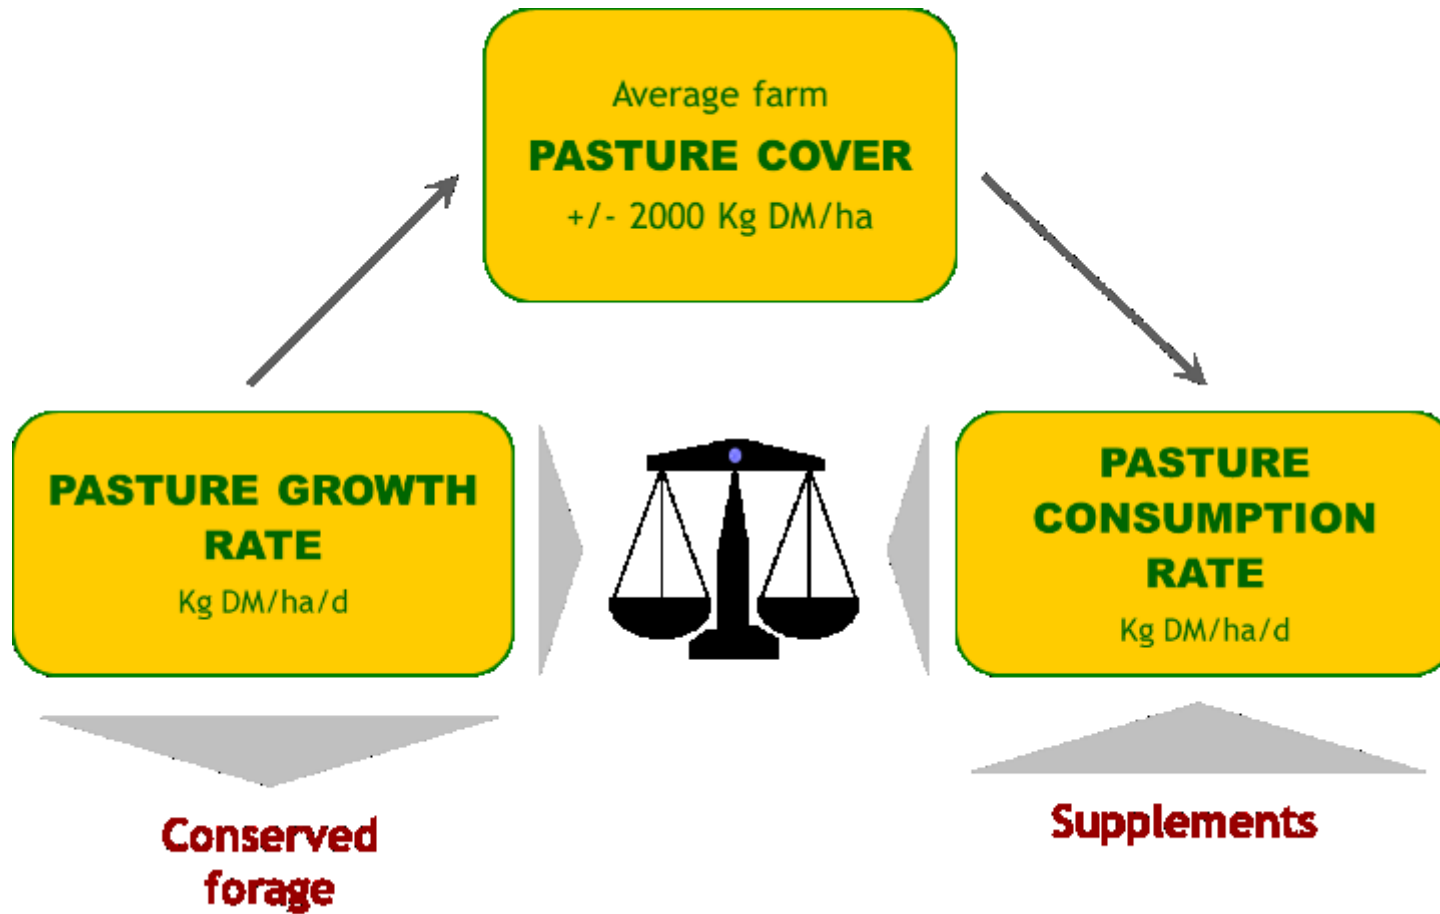 Average farm
PASTURE COVER
+/- 2000 Kg DM/ha
PASTURE GROWTH
RATE
Kg DM/ha/d
PASTURE
CONSUMPTION
RATE
Kg DM/ha/d
Conserved
forage
Supplements